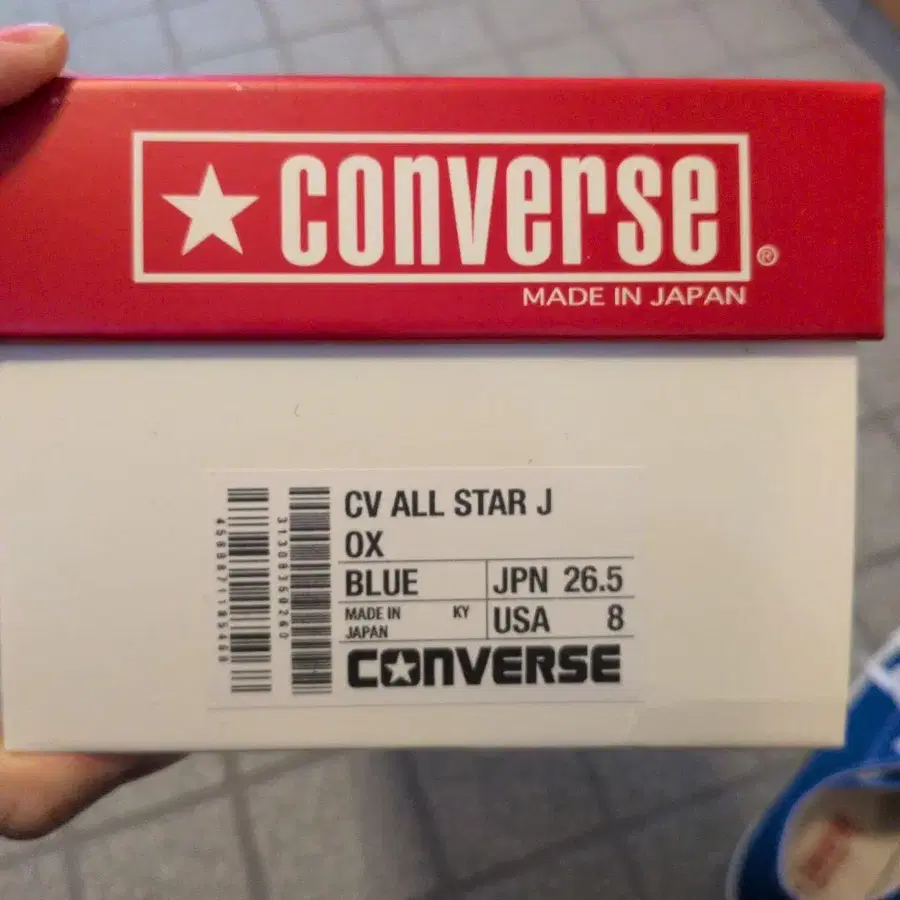 ★ CONVERSE ®
MADE IN JAPAN
CV ALL STAR J
OX
BLUE JPN 26.5
MADE IN JAPAN KY USA 8
CONVERSE
31308360260